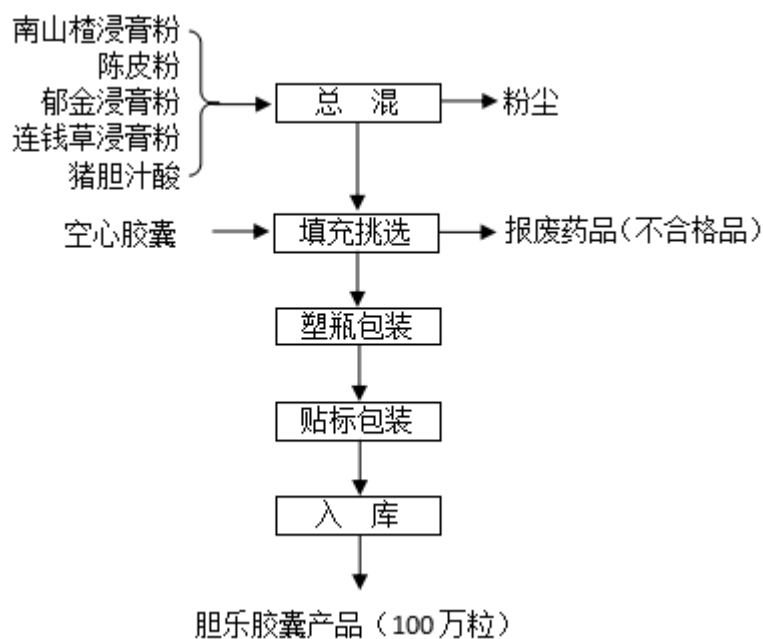 南山楂浸膏粉
陈皮粉
郁金浸膏粉
连钱草浸膏粉
猪胆汁酸
总 混
粉尘
空心胶囊
填充挑选
报废药品（不合格品）
塑瓶包装
贴标包装
入 库
胆乐胶囊产品（100万粒）